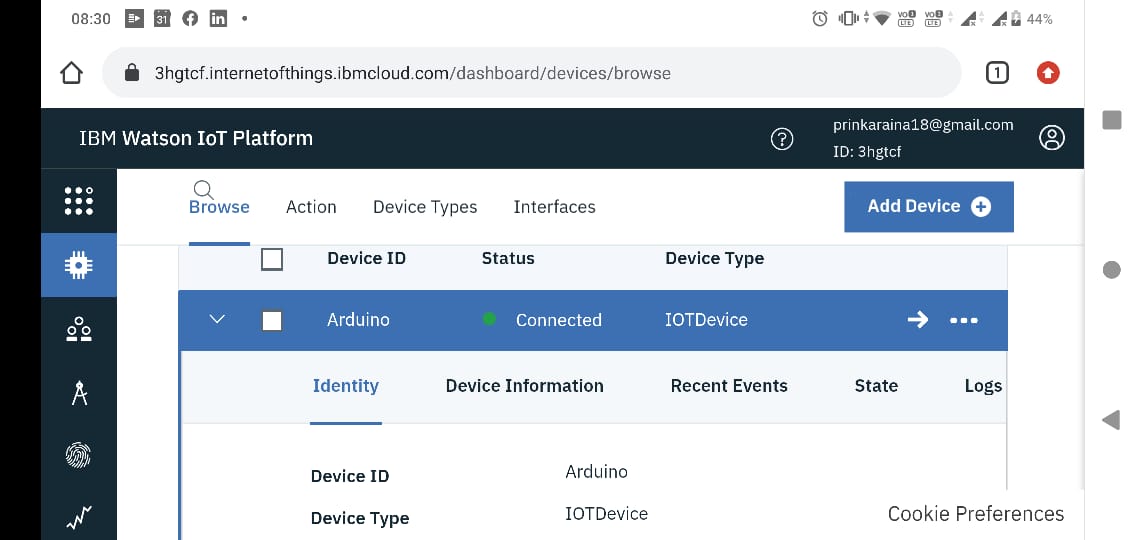 08:30 31 44%
3hgtcf.internetofthings.ibmcloud.com/dashboard/devices/browse 1
IBM Watson IoT Platform
prinkaraina18@gmail.com
ID: 3hgtcf
Browse Action Device Types Interfaces Add Device
Device ID Status Device Type
Arduino Connected IOTDevice
Identity Device Information Recent Events State Logs
Device ID Arduino
Device Type IOTDevice
Cookie Preferences